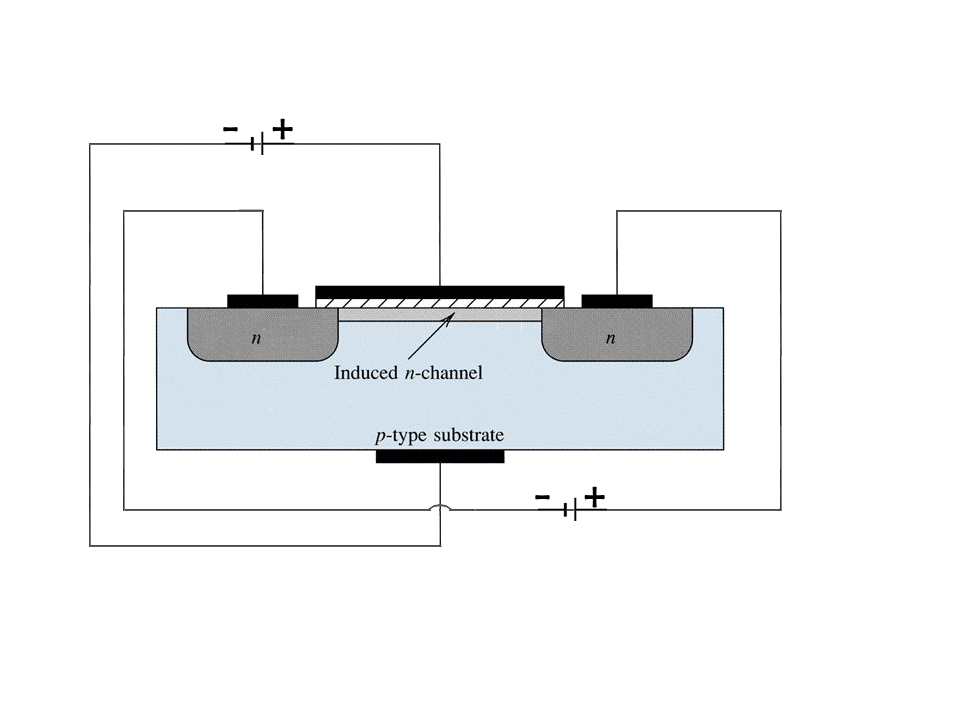 - +
n
n
Induced n-channel
p-type substrate
- +